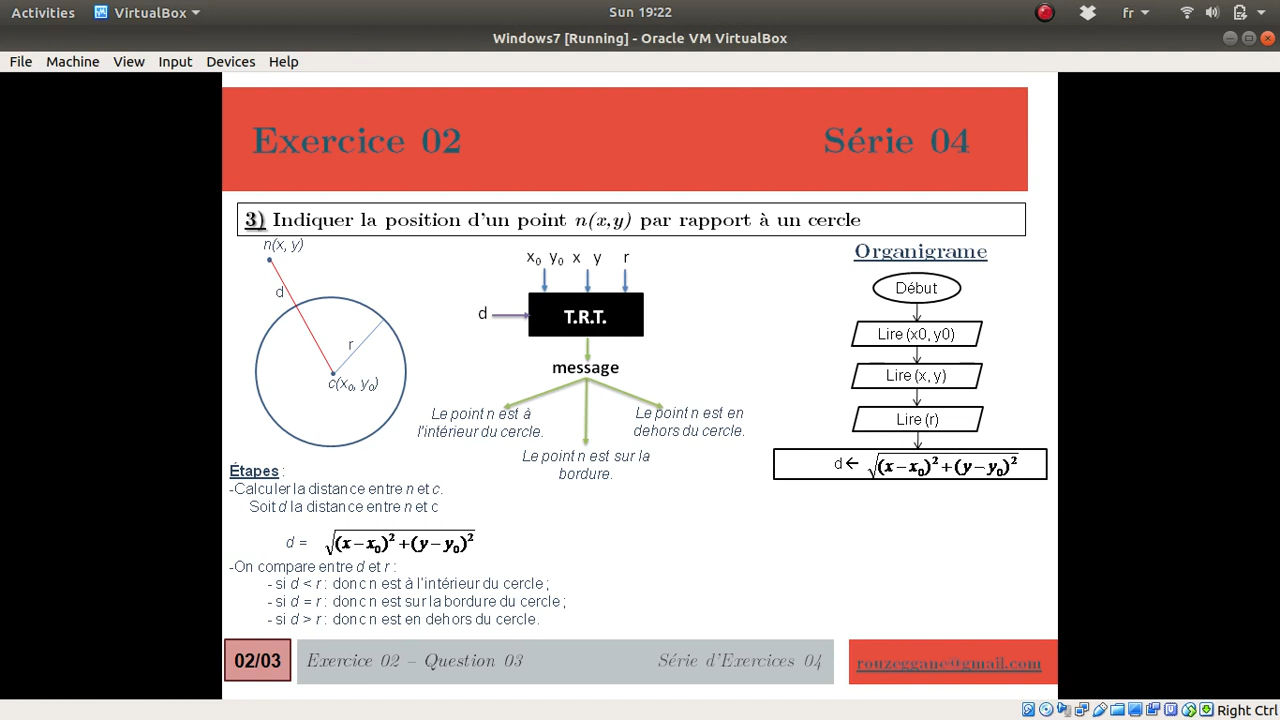 Activities VirtualBox Sun 19:22 fr
Windows7 [Running] - Oracle VM VirtualBox
File Machine View Input Devices Help
Exercice 02 Série 04
3) Indiquer la position d'un point n(x,y) par rapport à un cercle
n(x, y)
d
r
c(x₀, y₀)
x₀ y₀ x y r
d
T.R.T.
message
Le point n est à
l'intérieur du cercle.
Le point n est sur la
bordure.
Le point n est en
dehors du cercle.
Organigrame
Début
Lire (x0, y0)
Lire (x, y)
Lire (r)
d ← √(x−x₀)²+(y−y₀)²
Étapes :
-Calculer la distance entre n et c.
Soit d la distance entre n et c
d = √(x−x₀)²+(y−y₀)²
-On compare entre d et r :
- si d < r : donc n est à l'intérieur du cercle ;
- si d = r : donc n est sur la bordure du cercle ;
- si d > r : donc n est en dehors du cercle.
02/03 Exercice 02 – Question 03 Série d'Exercices 04 rouzeggane@gmail.com
Right Ctrl